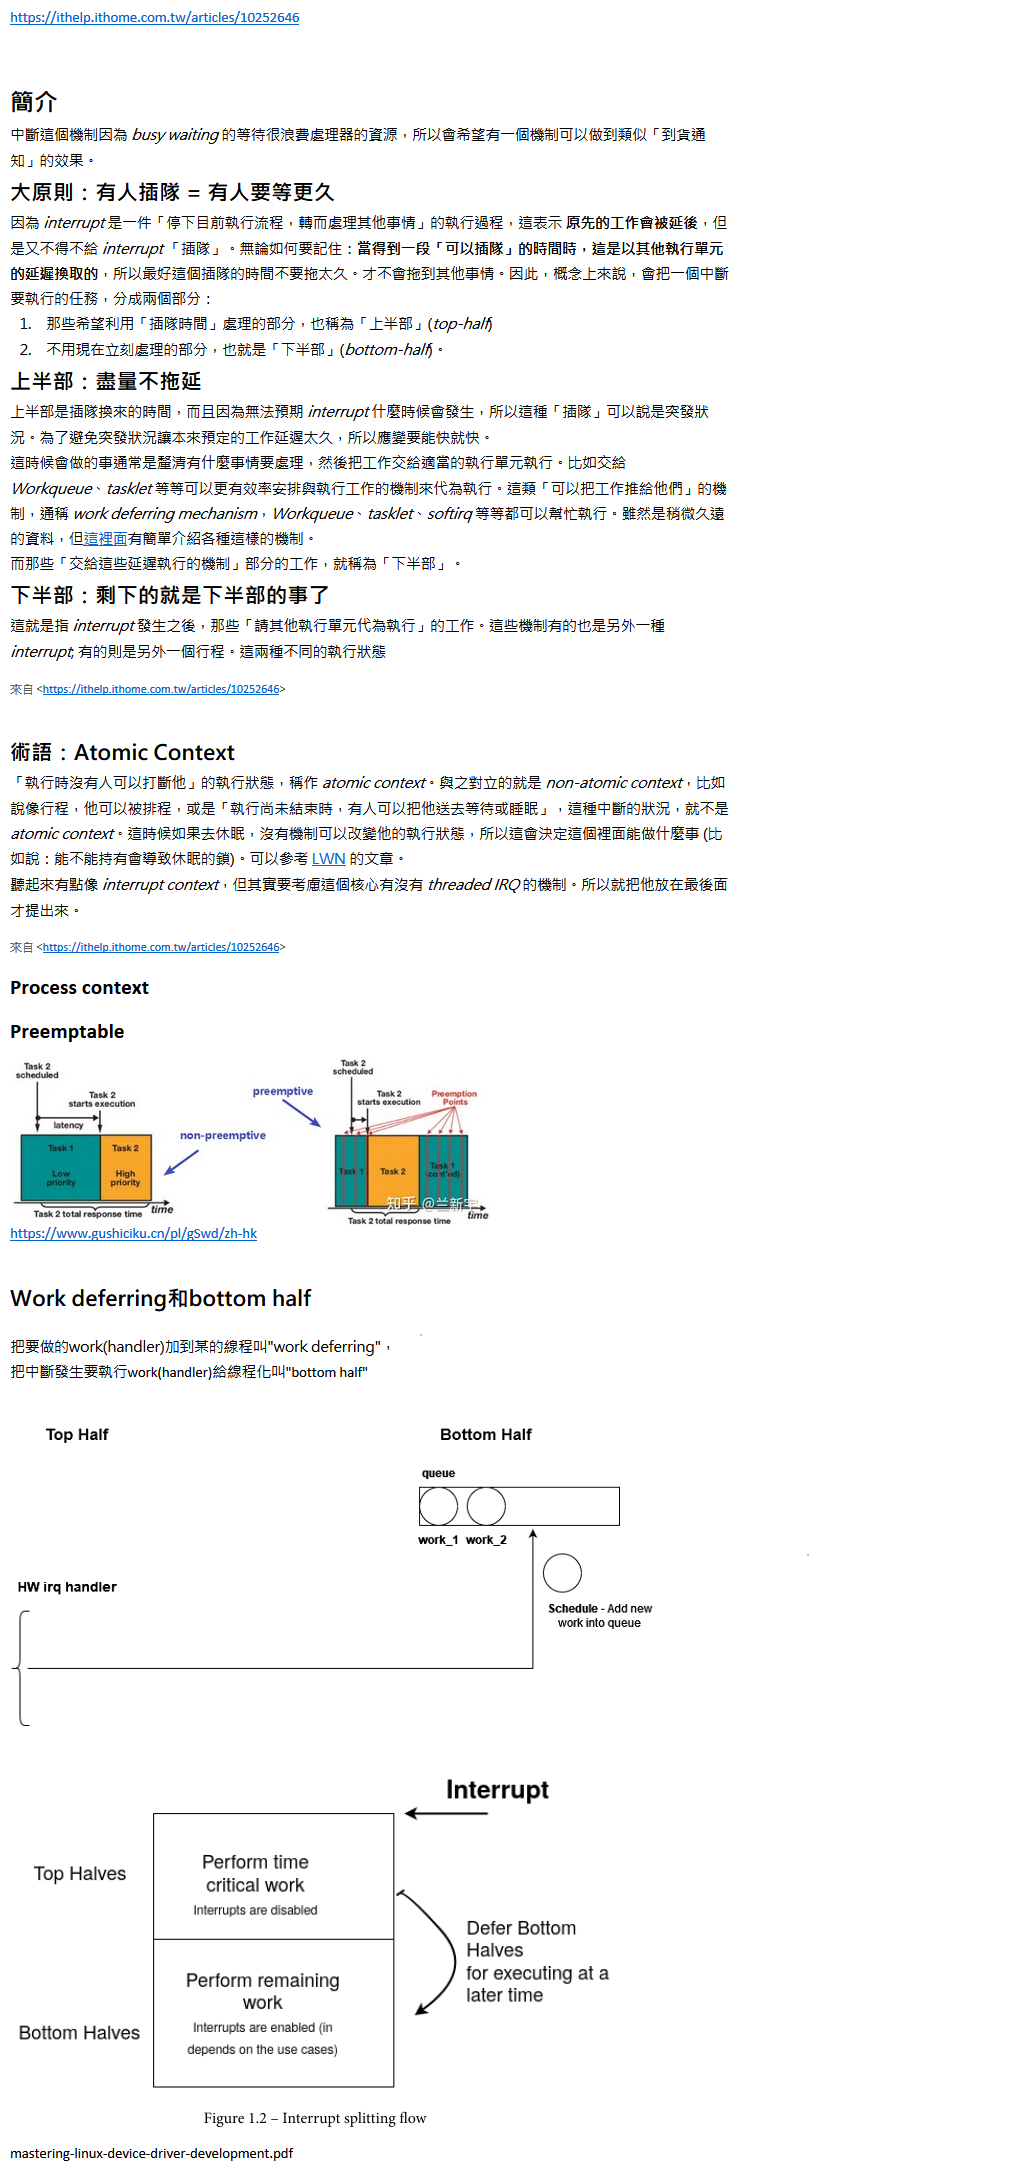 https://ithelp.ithome.com.tw/articles/10252646
簡介
中斷這個機制因為 busy waiting 的等待很浪費處理器的資源，所以會希望有一個機制可以做到類似「到貨通
知」的效果。
大原則：有人插隊 = 有人要等更久
因為 interrupt 是一件「停下目前執行流程，轉而處理其他事情」的執行過程，這表示 原先的工作會被延後，但
是又不得不給 interrupt 「插隊」。無論如何要記住：當得到一段「可以插隊」的時間時，這是以其他執行單元
的延遲換取的，所以最好這個插隊的時間不要拖太久。才不會拖到其他事情。因此，概念上來說，會把一個中斷
要執行的任務，分成兩個部分：
1. 那些希望利用「插隊時間」處理的部分，也稱為「上半部」(top-half)
2. 不用現在立刻處理的部分，也就是「下半部」(bottom-half)。
上半部：盡量不拖延
上半部是插隊換來的時間，而且因為無法預期 interrupt 什麼時候會發生，所以這種「插隊」可以說是突發狀
況。為了避免突發狀況讓本來預定的工作延遲太久，所以應變要能快就快。
這時候會做的事通常是釐清有什麼事情要處理，然後把工作交給適當的執行單元執行。比如交給
Workqueue、tasklet 等等可以更有效率安排與執行工作的機制來代為執行。這類「可以把工作推給他們」的機
制，通稱 work deferring mechanism，Workqueue、tasklet、softirq 等等都可以幫忙執行。雖然是稍微久遠
的資料，但這裡面有簡單介紹各種這樣的機制。
而那些「交給這些延遲執行的機制」部分的工作，就稱為「下半部」。
下半部：剩下的就是下半部的事了
這就是指 interrupt 發生之後，那些「請其他執行單元代為執行」的工作。這些機制有的也是另外一種
interrupt; 有的則是另外一個行程。這兩種不同的執行狀態
來自 <https://ithelp.ithome.com.tw/articles/10252646>
術語：Atomic Context
「執行時沒有人可以打斷他」的執行狀態，稱作 atomic context。與之對立的就是 non-atomic context，比如
說像行程，他可以被排程，或是「執行尚未結束時，有人可以把他送去等待或睡眠」，這種中斷的狀況，就不是
atomic context。這時候如果去休眠，沒有機制可以改變他的執行狀態，所以這會決定這個裡面能做什麼事 (比
如說：能不能持有會導致休眠的鎖)。可以參考 LWN 的文章。
聽起來有點像 interrupt context，但其實要考慮這個核心有沒有 threaded IRQ 的機制。所以就把他放在最後面
才提出來。
來自 <https://ithelp.ithome.com.tw/articles/10252646>
Process context
Preemptable
Task 2
scheduled
Task 2
starts execution
latency
Task 1
Low
priority
Task 2
High
priority
time
Task 2 total response time
non-preemptive
preemptive
Task 2
scheduled
Task 2
starts execution
Preemption
Points
Task 1
Task 2
Task 1
(cont'ed)
知乎 @兰新宇
time
Task 2 total response time
https://www.gushiciku.cn/pl/gSwd/zh-hk
Work deferring和bottom half
把要做的work(handler)加到某的線程叫"work deferring"，
把中斷發生要執行work(handler)給線程化叫"bottom half"
Top Half
Bottom Half
queue
work_1 work_2
HW irq handler
Schedule - Add new
work into queue
Interrupt
Top Halves
Perform time
critical work
Interrupts are disabled
Defer Bottom
Halves
for executing at a
later time
Bottom Halves
Perform remaining
work
Interrupts are enabled (in
depends on the use cases)
Figure 1.2 – Interrupt splitting flow
mastering-linux-device-driver-development.pdf